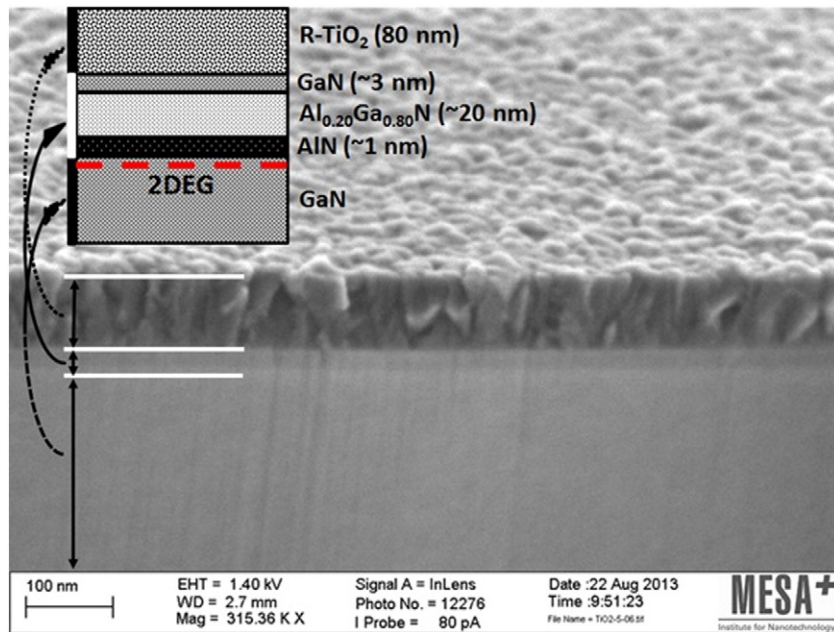 R-TiO₂ (80 nm)
GaN (~3 nm)
Al₀.₂₀Ga₀.₈₀N (~20 nm)
AlN (~1 nm)
2DEG
GaN
100 nm
EHT = 1.40 kV
WD = 2.7 mm
Mag = 315.36 K X
Signal A = InLens
Photo No. = 12276
I Probe = 80 pA
Date :22 Aug 2013
Time :9:51:23
File Name = TiO2-5-06.tif
MESA+
Institute for Nanotechnology